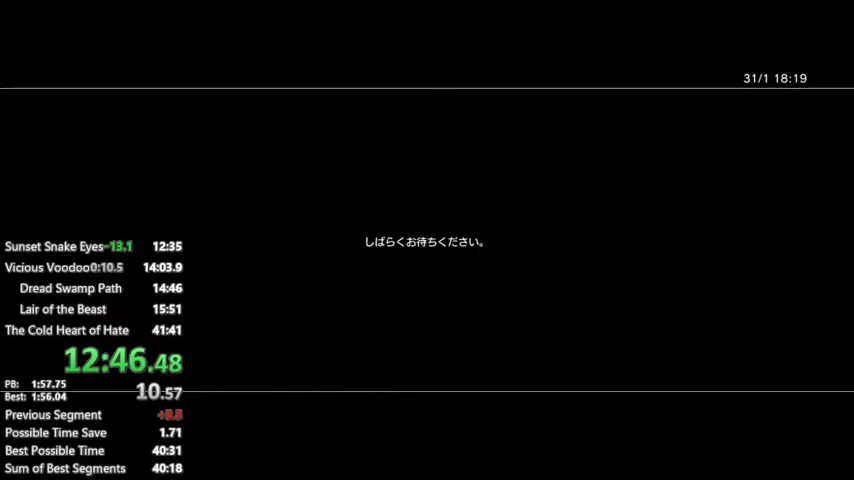 31/1 18:19
しばらくお待ちください。
Sunset Snake Eyes -13.1 12:35
Vicious Voodoo 0:10.5 14:03.9
Dread Swamp Path 14:46
Lair of the Beast 15:51
The Cold Heart of Hate 41:41
12:46.48
PB: 1:57.75
Best: 1:56.04
10.57
Previous Segment
Possible Time Save 1.71
Best Possible Time 40:31
Sum of Best Segments 40:18